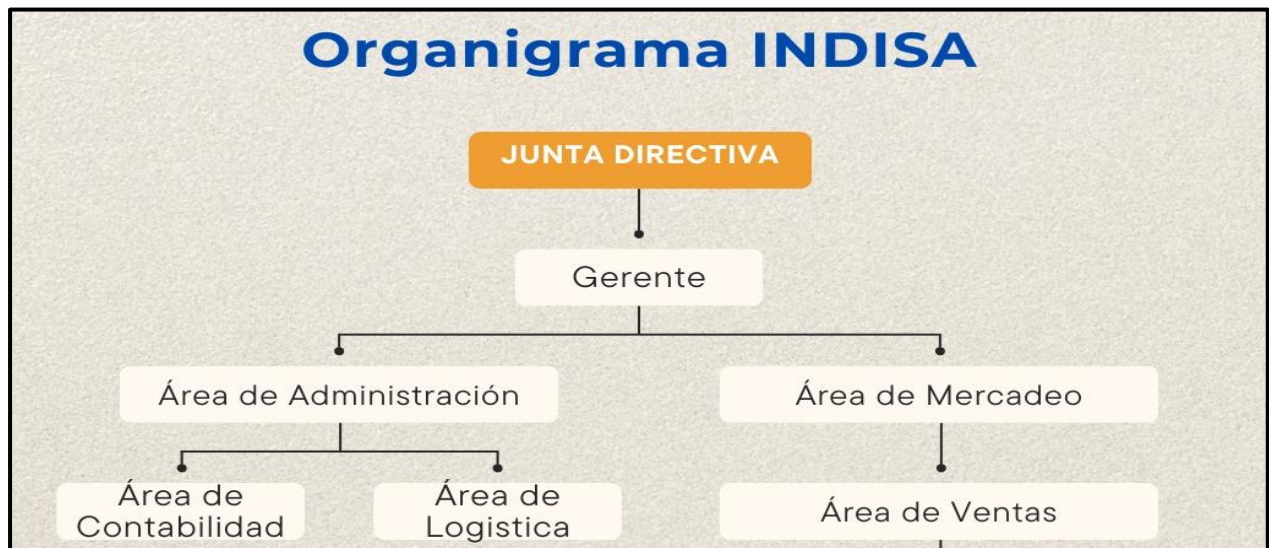 Organigrama INDISA
JUNTA DIRECTIVA
Gerente
Área de Administración
Área de Mercadeo
Área de
Contabilidad
Área de
Logistica
Área de Ventas